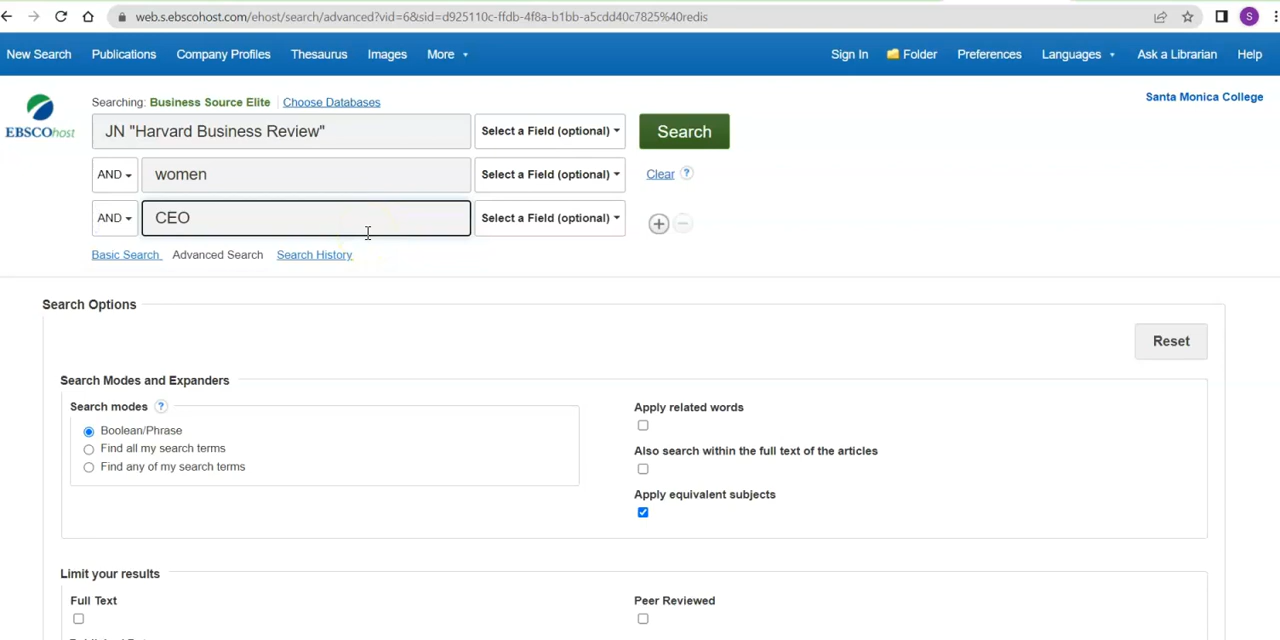 web.s.ebscohost.com/ehost/search/advanced?vid=6&sid=d925110c-ffdb-4f8a-b1bb-a5cdd40c7825%40redis
S
New Search Publications Company Profiles Thesaurus Images More Sign In Folder Preferences Languages Ask a Librarian Help
Searching: Business Source Elite Choose Databases
Santa Monica College
EBSCOhost
JN "Harvard Business Review" Select a Field (optional) Search
AND women Select a Field (optional) Clear ?
AND CEO Select a Field (optional)
Basic Search Advanced Search Search History
Search Options
Reset
Search Modes and Expanders
Search modes ?
Boolean/Phrase
Find all my search terms
Find any of my search terms
Apply related words
Also search within the full text of the articles
Apply equivalent subjects
Limit your results
Full Text
Peer Reviewed